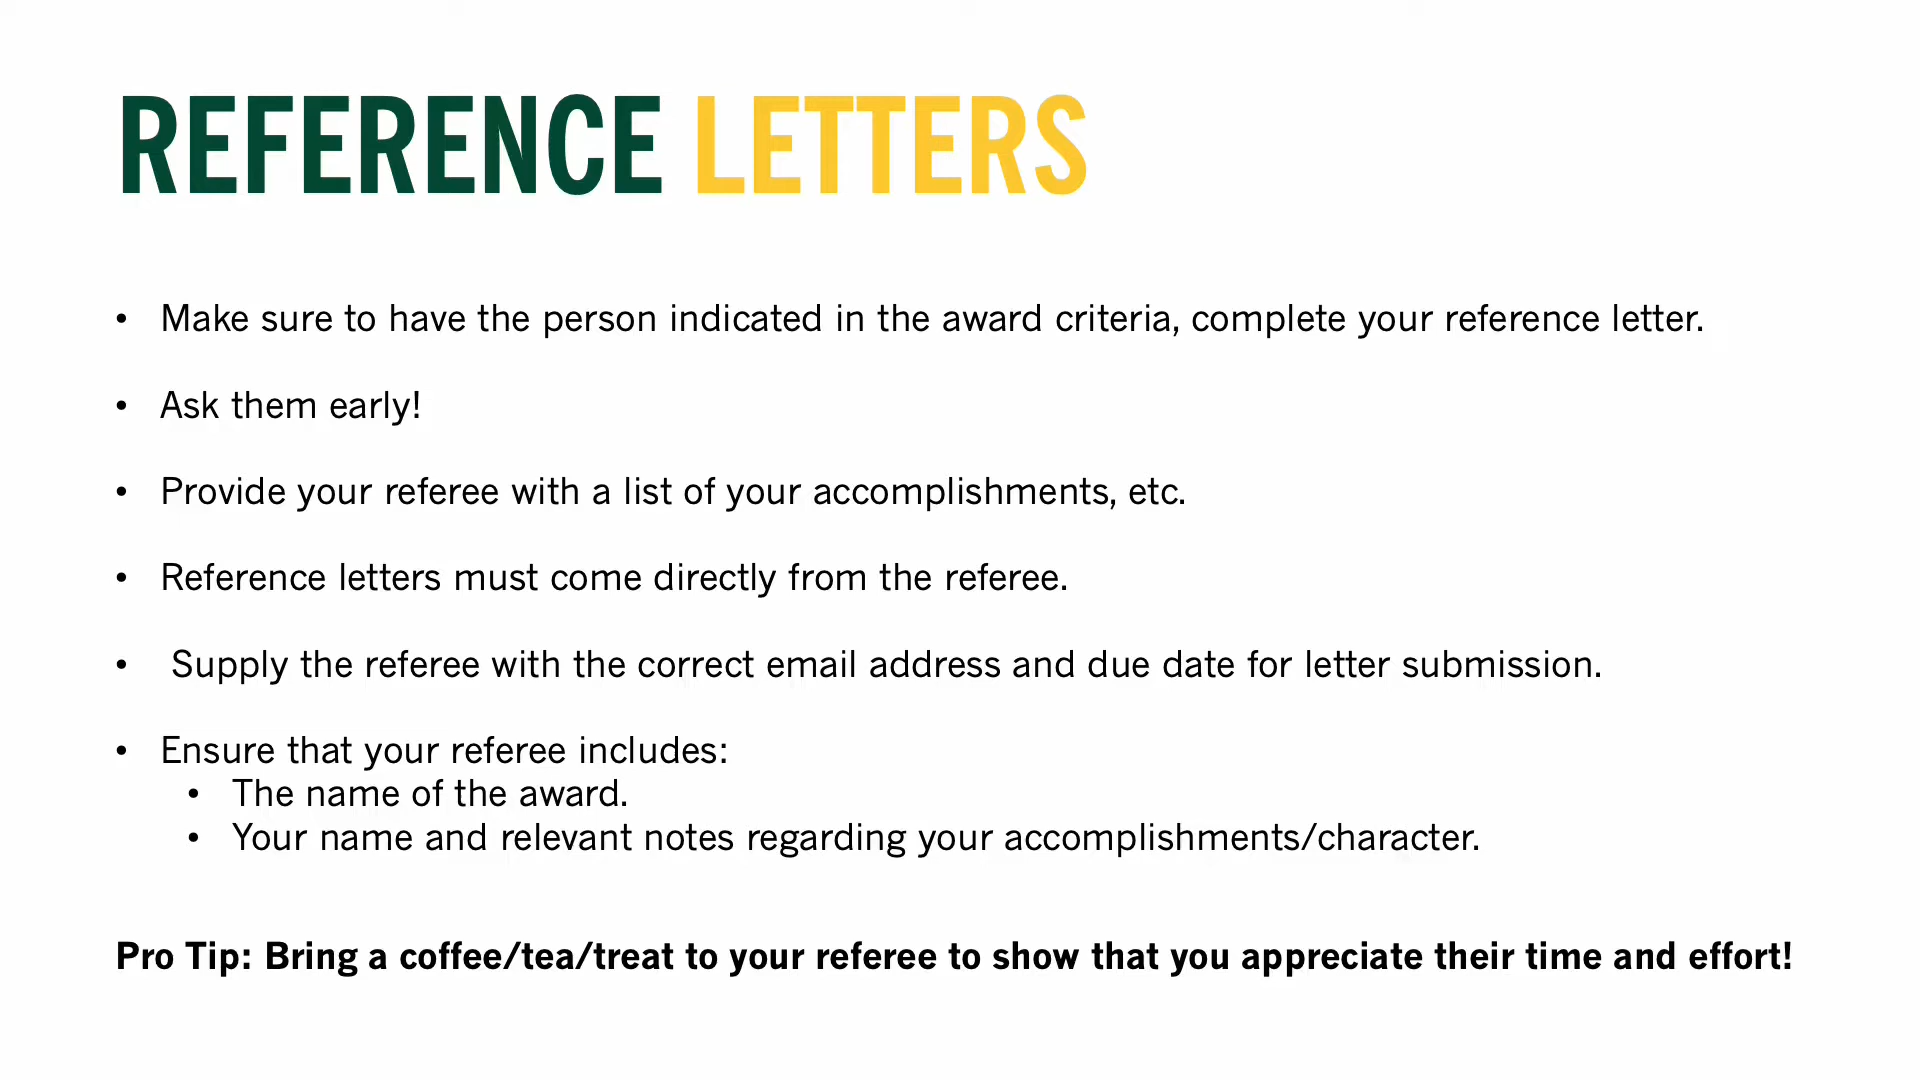 REFERENCE LETTERS
• Make sure to have the person indicated in the award criteria, complete your reference letter.
• Ask them early!
• Provide your referee with a list of your accomplishments, etc.
• Reference letters must come directly from the referee.
• Supply the referee with the correct email address and due date for letter submission.
• Ensure that your referee includes:
• The name of the award.
• Your name and relevant notes regarding your accomplishments/character.
Pro Tip: Bring a coffee/tea/treat to your referee to show that you appreciate their time and effort!